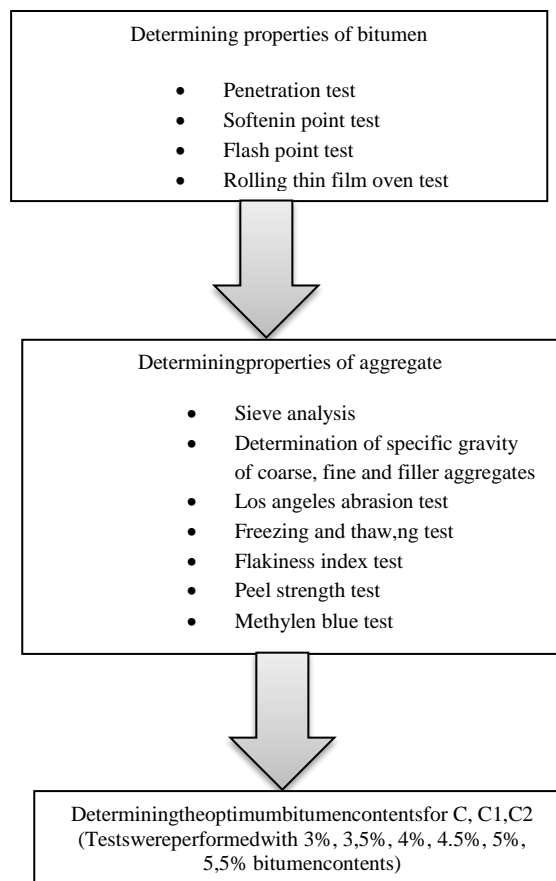 Determining properties of bitumen
• Penetration test
• Softenin point test
• Flash point test
• Rolling thin film oven test
Determiningproperties of aggregate
• Sieve analysis
• Determination of specific gravity
of coarse, fine and filler aggregates
• Los angeles abrasion test
• Freezing and thaw,ng test
• Flakiness index test
• Peel strength test
• Methylen blue test
Determiningtheoptimumbitumencontentsfor C, C1,C2
(Testswereperformedwith 3%, 3,5%, 4%, 4.5%, 5%,
5,5% bitumencontents)